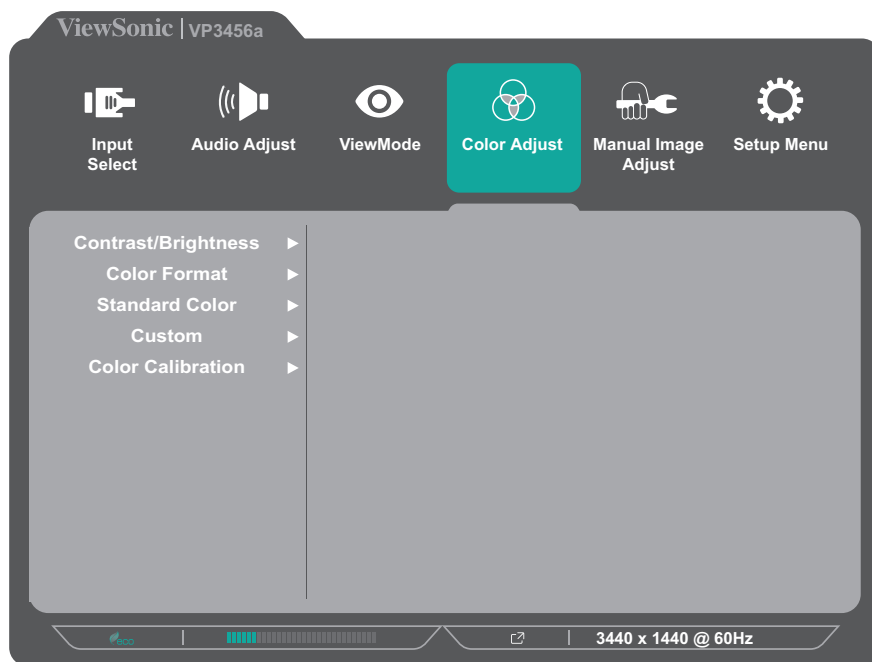 ViewSonic | VP3456a
Input
Select
Audio Adjust
ViewMode
Color Adjust
Manual Image
Adjust
Setup Menu
Contrast/Brightness
Color Format
Standard Color
Custom
Color Calibration
eco
3440 x 1440 @ 60Hz